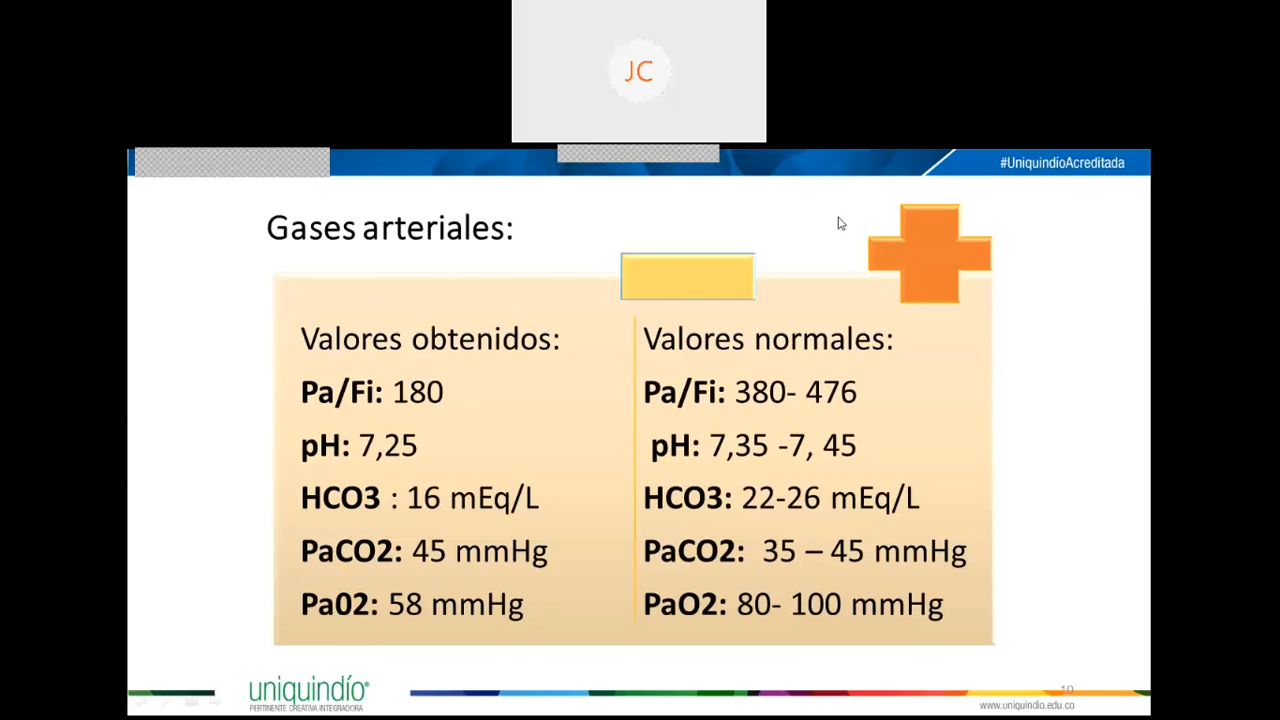 JC
#UniquindíoAcreditada
Gases arteriales:
Valores obtenidos:
Pa/Fi: 180
pH: 7,25
HCO3 : 16 mEq/L
PaCO2: 45 mmHg
Pa02: 58 mmHg
Valores normales:
Pa/Fi: 380- 476
pH: 7,35 -7, 45
HCO3: 22-26 mEq/L
PaCO2: 35 – 45 mmHg
PaO2: 80- 100 mmHg
uniquindío®
PERTINENTE CREATIVA INTEGRADORA
10
www.uniquindio.edu.co